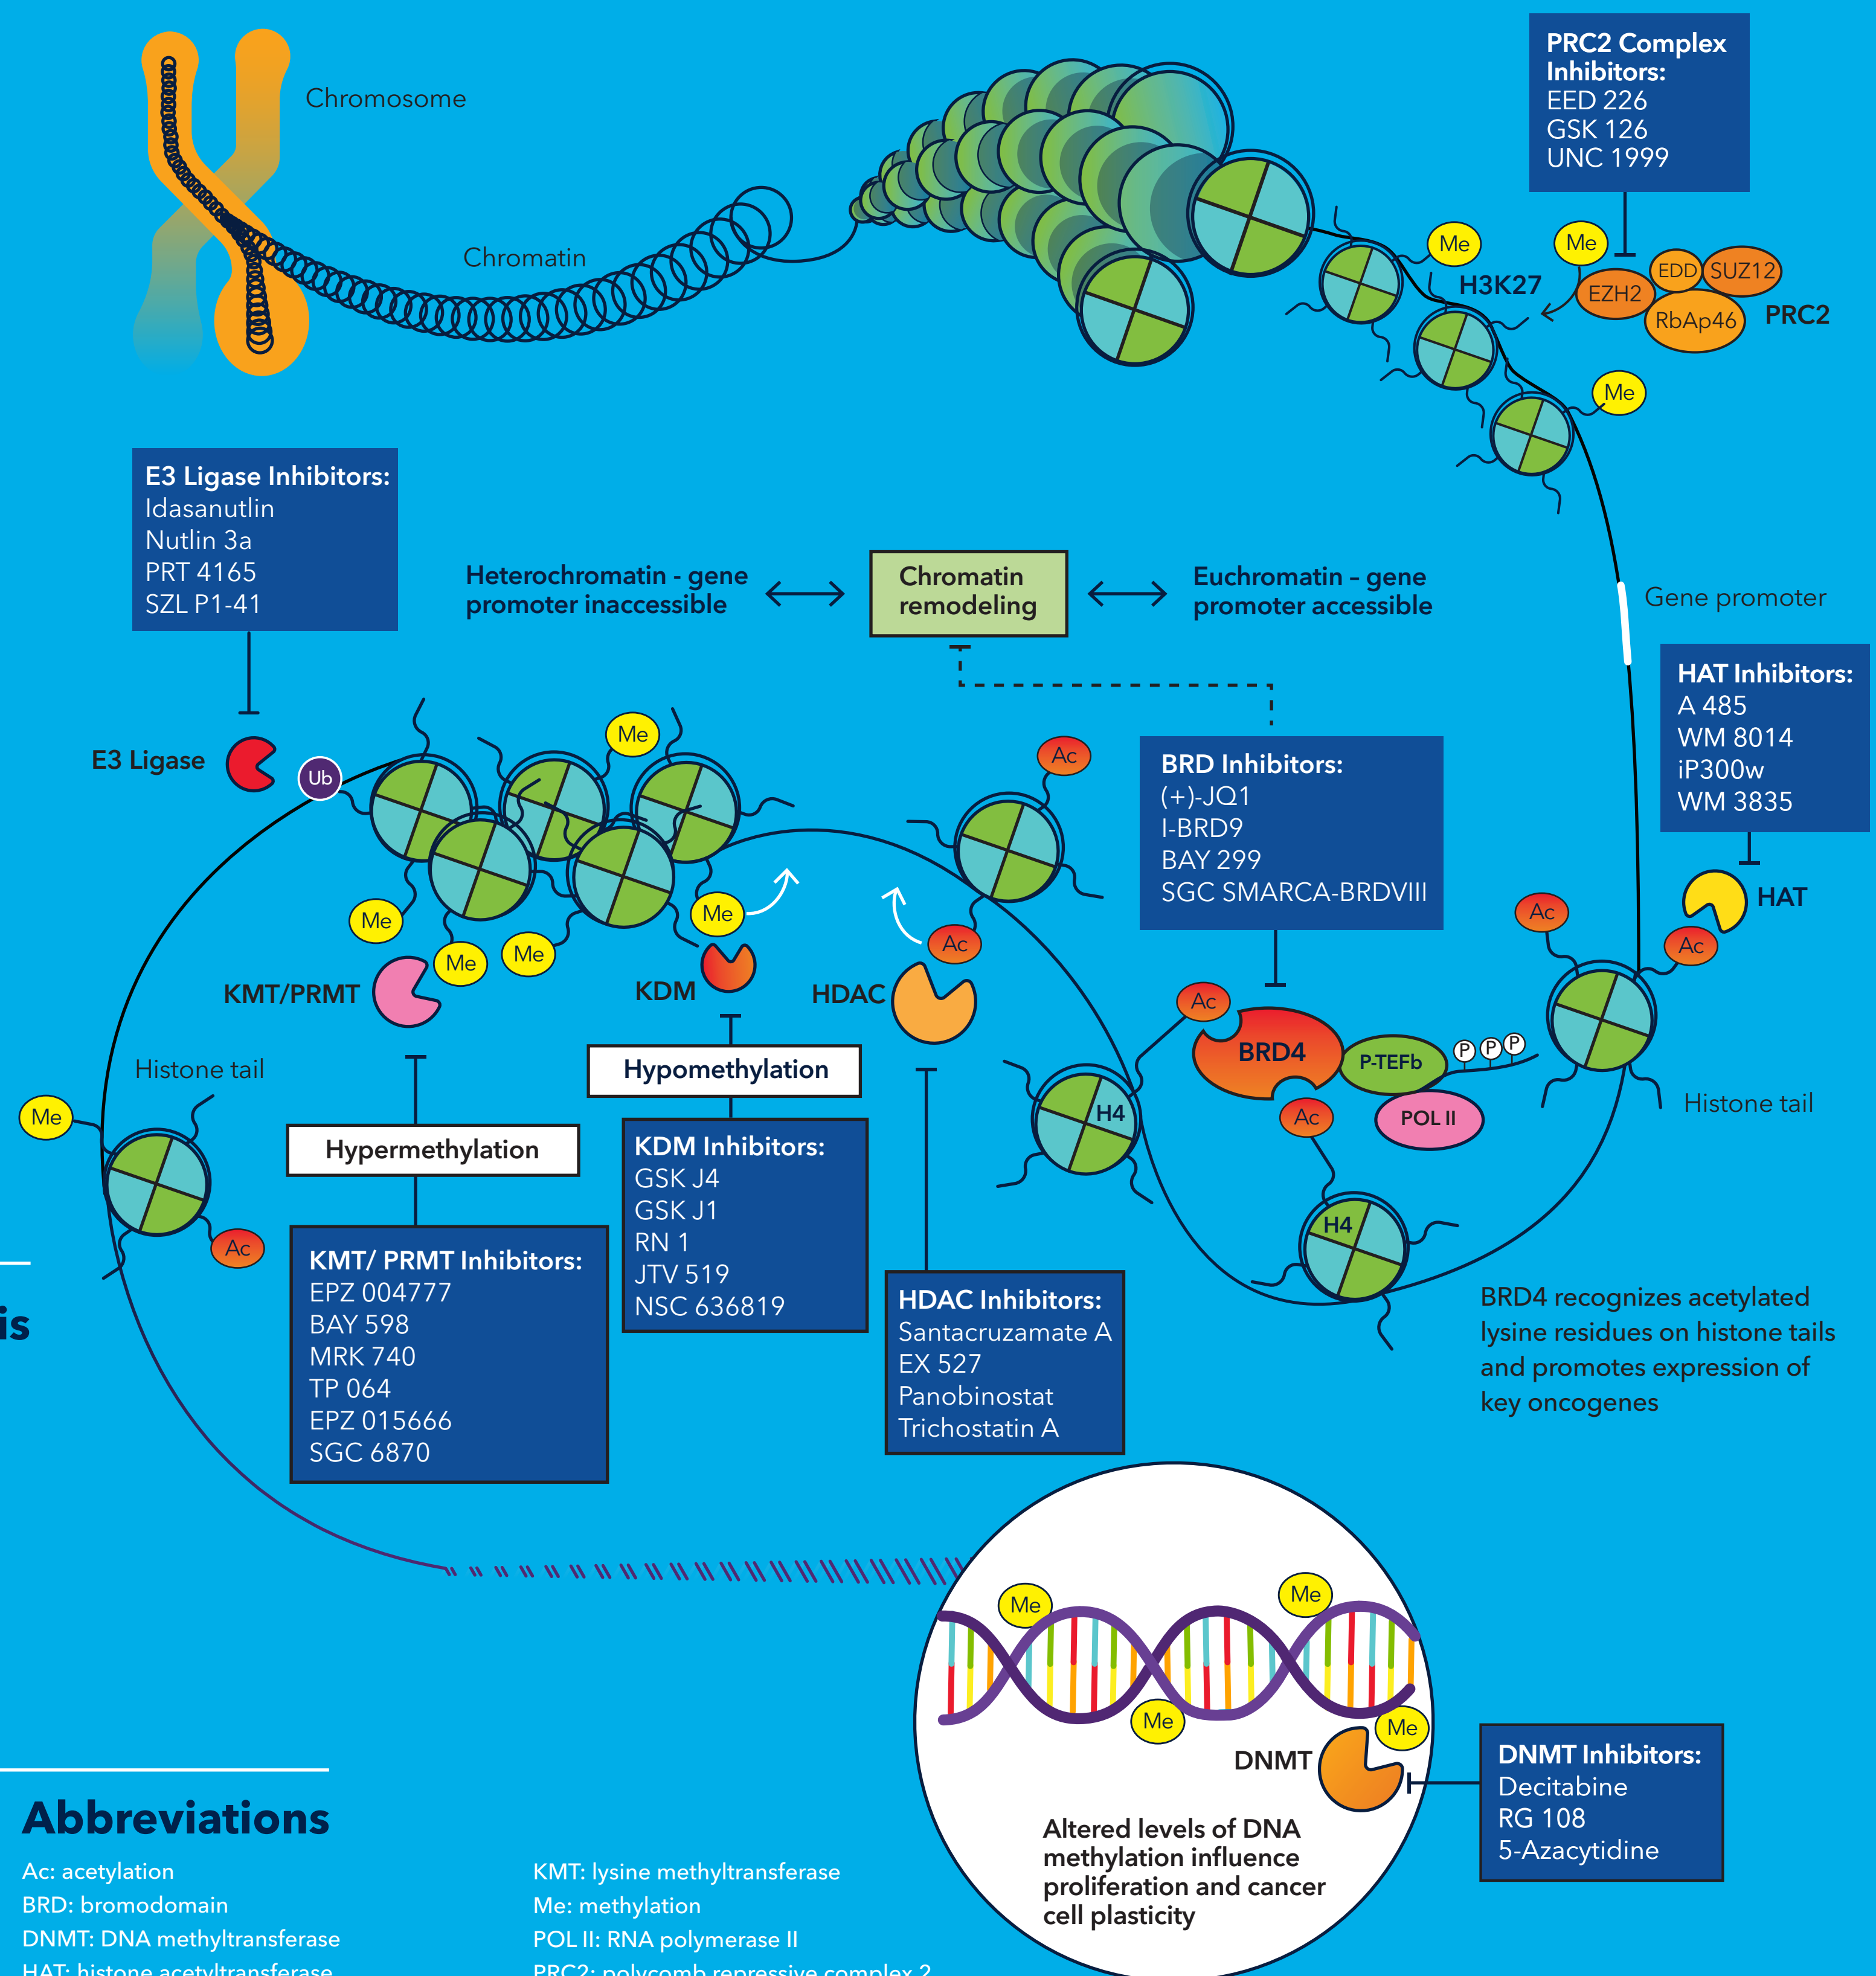 PRC2 Complex
Inhibitors:
EED 226
GSK 126
UNC 1999
Chromosome
Chromatin
Me
Me
H3K27
EZH2
EDD
SUZ12
RbAp46
PRC2
Me
E3 Ligase Inhibitors:
Idasanutlin
Nutlin 3a
PRT 4165
SZL P1-41
Heterochromatin - gene
promoter inaccessible
Chromatin
remodeling
Euchromatin – gene
promoter accessible
Gene promoter
HAT Inhibitors:
A 485
WM 8014
iP300w
WM 3835
E3 Ligase
Ub
Me
Ac
BRD Inhibitors:
(+)-JQ1
I-BRD9
BAY 299
SGC SMARCA-BRDVIII
HAT
Me
Me
Me
Me
Ac
Ac
Ac
KMT/PRMT
KDM
HDAC
Ac
BRD4
P-TEFb
P
P
P
POL II
Ac
H4
H4
Histone tail
Histone tail
Me
Ac
Hypomethylation
Hypermethylation
KDM Inhibitors:
GSK J4
GSK J1
RN 1
JTV 519
NSC 636819
KMT/ PRMT Inhibitors:
EPZ 004777
BAY 598
MRK 740
TP 064
EPZ 015666
SGC 6870
HDAC Inhibitors:
Santacruzamate A
EX 527
Panobinostat
Trichostatin A
BRD4 recognizes acetylated
lysine residues on histone tails
and promotes expression of
key oncogenes
is
Me
Me
Me
Me
DNMT
DNMT Inhibitors:
Decitabine
RG 108
5-Azacytidine
Altered levels of DNA
methylation influence
proliferation and cancer
cell plasticity
Abbreviations
Ac: acetylation
BRD: bromodomain
DNMT: DNA methyltransferase
HAT: histone acetyltransferase
KMT: lysine methyltransferase
Me: methylation
POL II: RNA polymerase II
PRC2: polycomb repressive complex 2